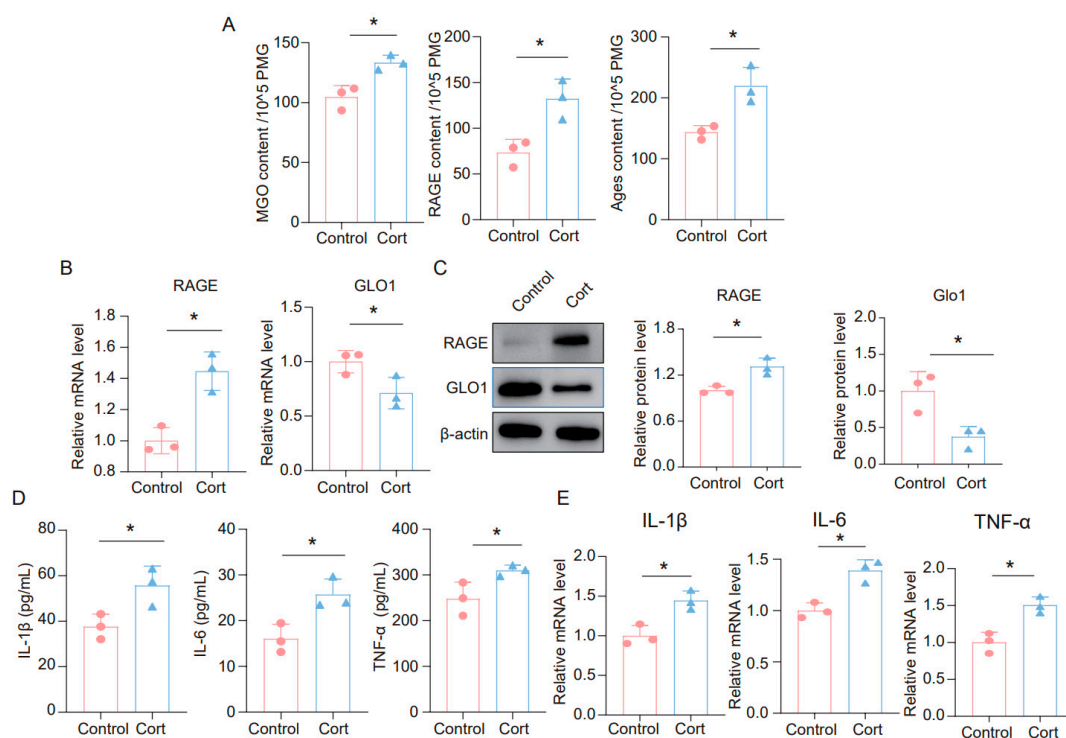 A
MGO content /10^5 PMG
150
100
50
0
*
Control Cort
RAGE content /10^5 PMG
200
150
100
50
0
*
Control Cort
Ages content /10^5 PMG
300
200
100
0
*
Control Cort
B
RAGE
Relative mRNA level
1.8
1.6
1.4
1.2
1.0
0.8
*
Control Cort
GLO1
Relative mRNA level
1.5
1.0
0.5
0.0
*
Control Cort
C
Control Cort
RAGE
GLO1
β-actin
RAGE
Relative protein level
2.0
1.6
1.2
0.8
0.4
0.0
*
Control Cort
Glo1
Relative protein level
2.0
1.5
1.0
0.5
0.0
*
Control Cort
D
IL-1β (pg/mL)
80
60
40
20
0
*
Control Cort
IL-6 (pg/mL)
40
30
20
10
0
*
Control Cort
TNF-α (pg/mL)
400
300
200
100
0
*
Control Cort
E
IL-1β
Relative mRNA level
2.0
1.5
1.0
0.5
0.0
*
Control Cort
IL-6
Relative mRNA level
1.5
1.0
0.5
0.0
*
Control Cort
TNF-α
Relative mRNA level
2.0
1.5
1.0
0.5
0.0
*
Control Cort